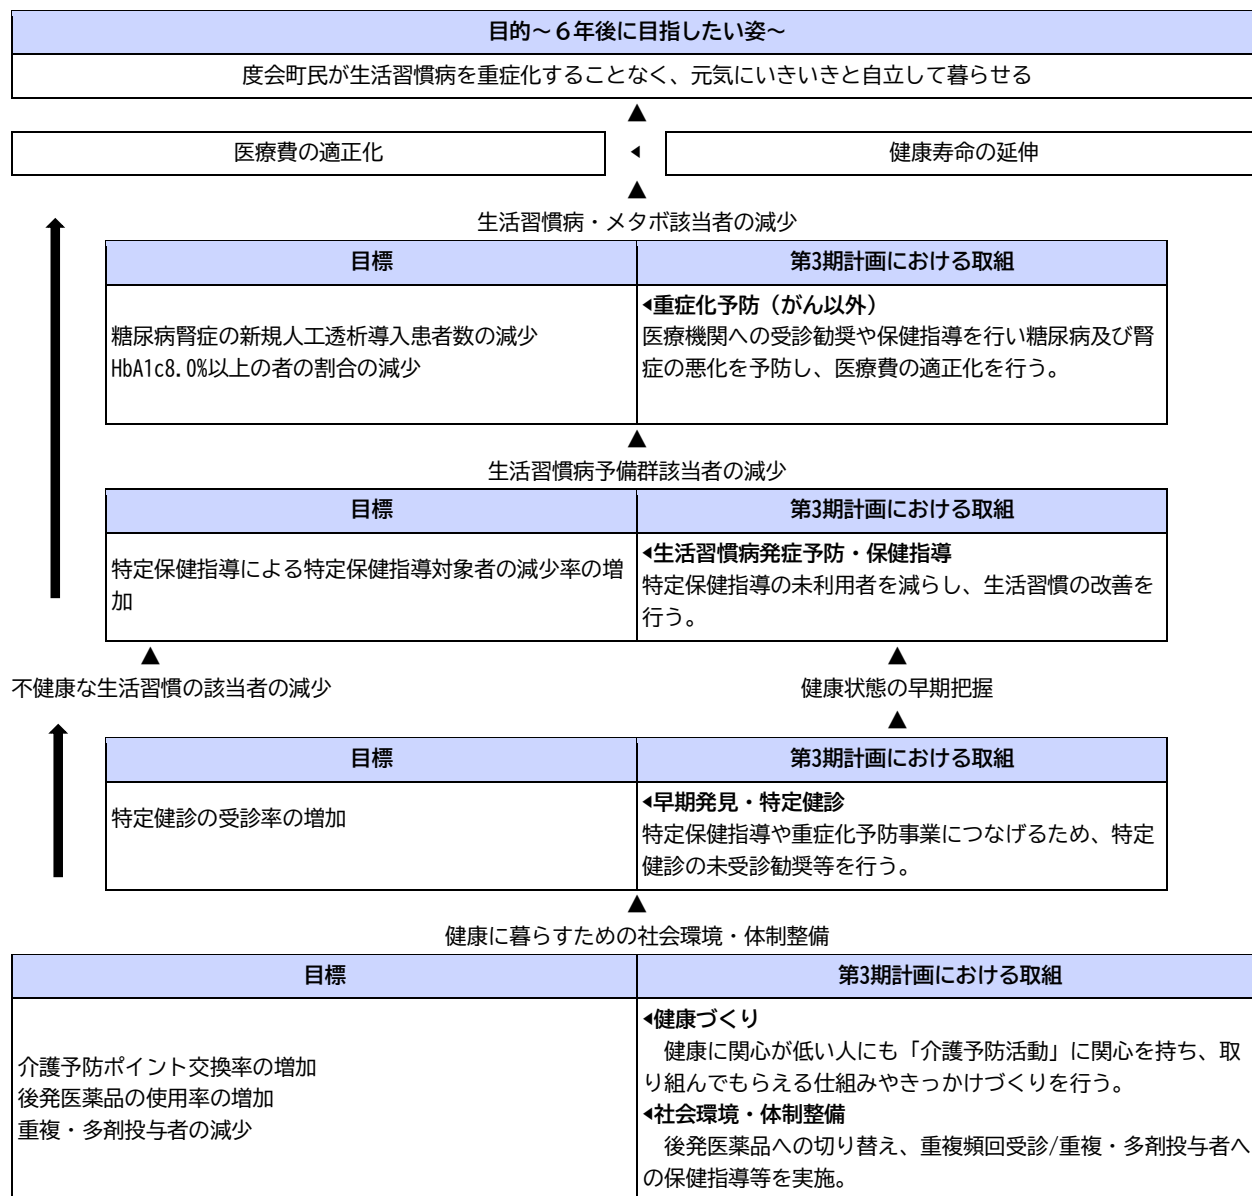 目的～６年後に目指したい姿～
度会町民が生活習慣病を重症化することなく、元気にいきいきと自立して暮らせる
▲
医療費の適正化
◀
健康寿命の延伸
▲
生活習慣病・メタボ該当者の減少
目標
第3期計画における取組
糖尿病腎症の新規人工透析導入患者数の減少
HbA1c8.0%以上の者の割合の減少
◀重症化予防（がん以外）
医療機関への受診勧奨や保健指導を行い糖尿病及び腎
症の悪化を予防し、医療費の適正化を行う。
▲
生活習慣病予備群該当者の減少
目標
第3期計画における取組
特定保健指導による特定保健指導対象者の減少率の増
加
◀生活習慣病発症予防・保健指導
特定保健指導の未利用者を減らし、生活習慣の改善を
行う。
▲
▲
不健康な生活習慣の該当者の減少
健康状態の早期把握
▲
目標
第3期計画における取組
特定健診の受診率の増加
◀早期発見・特定健診
特定保健指導や重症化予防事業につなげるため、特定
健診の未受診勧奨等を行う。
▲
健康に暮らすための社会環境・体制整備
目標
第3期計画における取組
介護予防ポイント交換率の増加
後発医薬品の使用率の増加
重複・多剤投与者の減少
◀健康づくり
　健康に関心が低い人にも「介護予防活動」に関心を持ち、取
り組んでもらえる仕組みやきっかけづくりを行う。
◀社会環境・体制整備
　後発医薬品への切り替え、重複頻回受診/重複・多剤投与者へ
の保健指導等を実施。